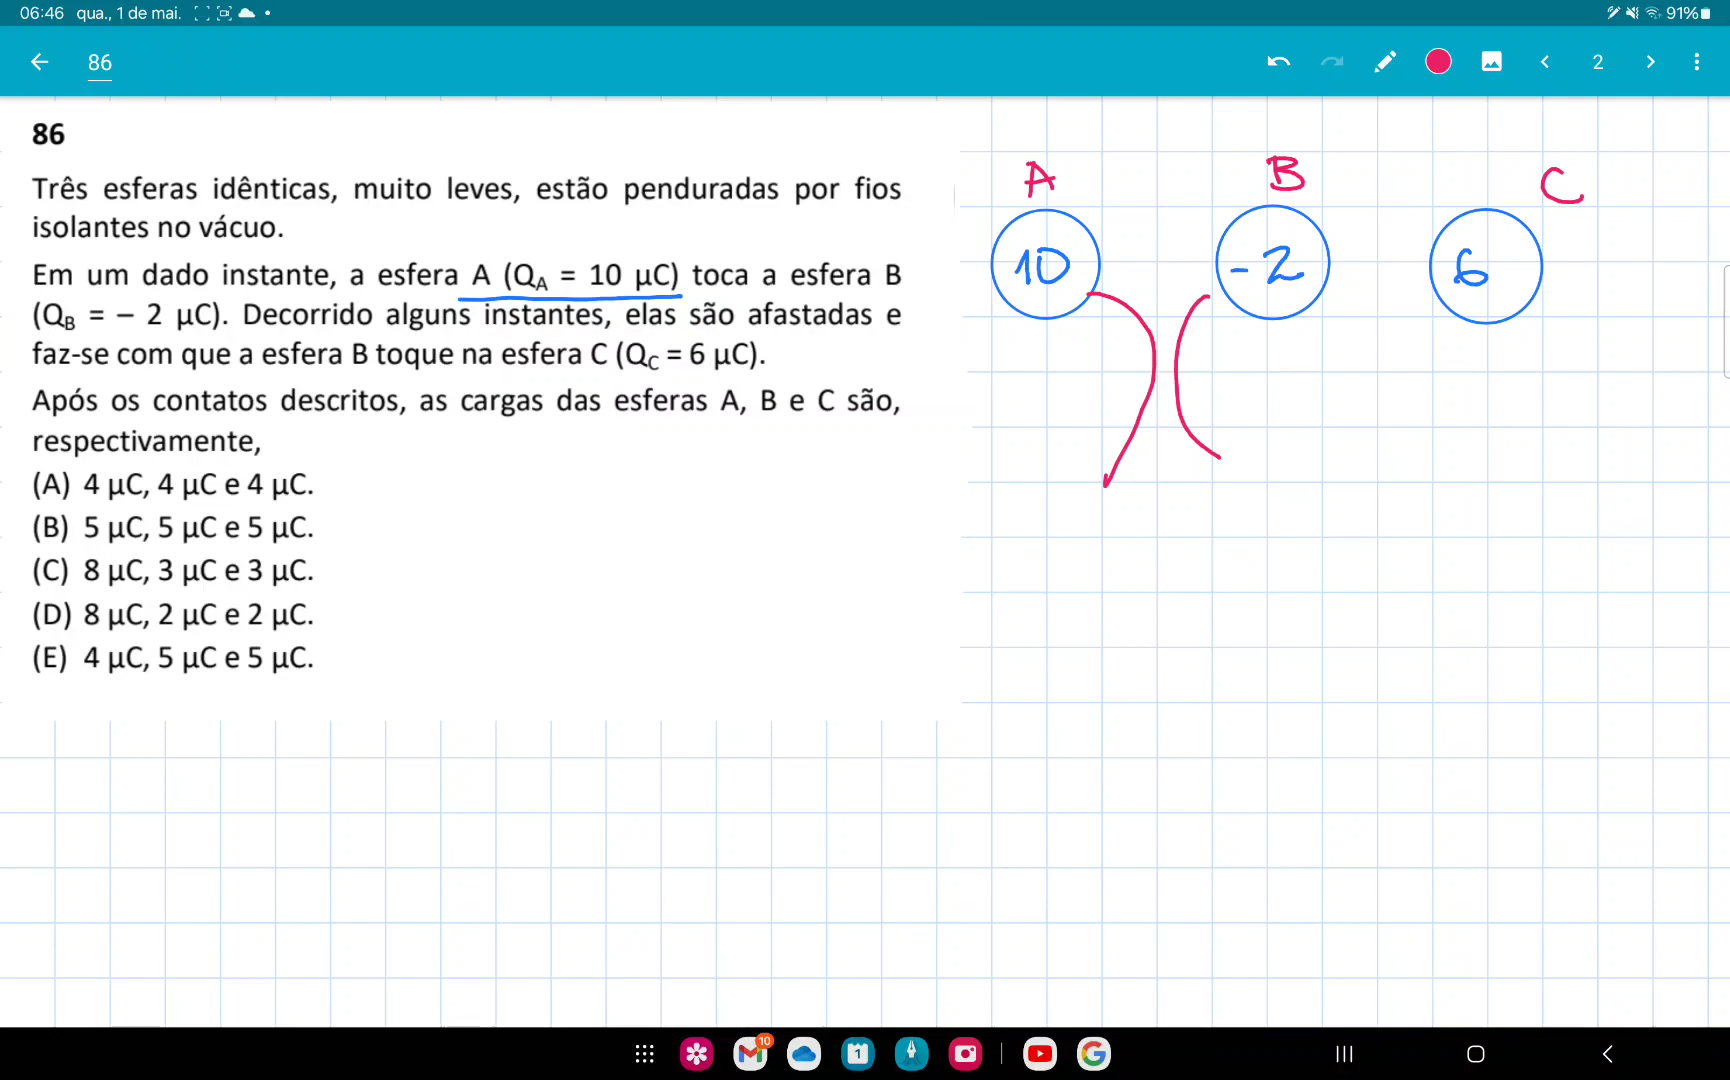 06:46 qua., 1 de mai.
91%
86
2
86
Três esferas idênticas, muito leves, estão penduradas por fios
isolantes no vácuo.
Em um dado instante, a esfera A (QA = 10 μC) toca a esfera B
(QB = – 2 μC). Decorrido alguns instantes, elas são afastadas e
faz-se com que a esfera B toque na esfera C (QC = 6 μC).
Após os contatos descritos, as cargas das esferas A, B e C são,
respectivamente,
(A) 4 μC, 4 μC e 4 μC.
(B) 5 μC, 5 μC e 5 μC.
(C) 8 μC, 3 μC e 3 μC.
(D) 8 μC, 2 μC e 2 μC.
(E) 4 μC, 5 μC e 5 μC.
A B C
10 -2 6
10
1